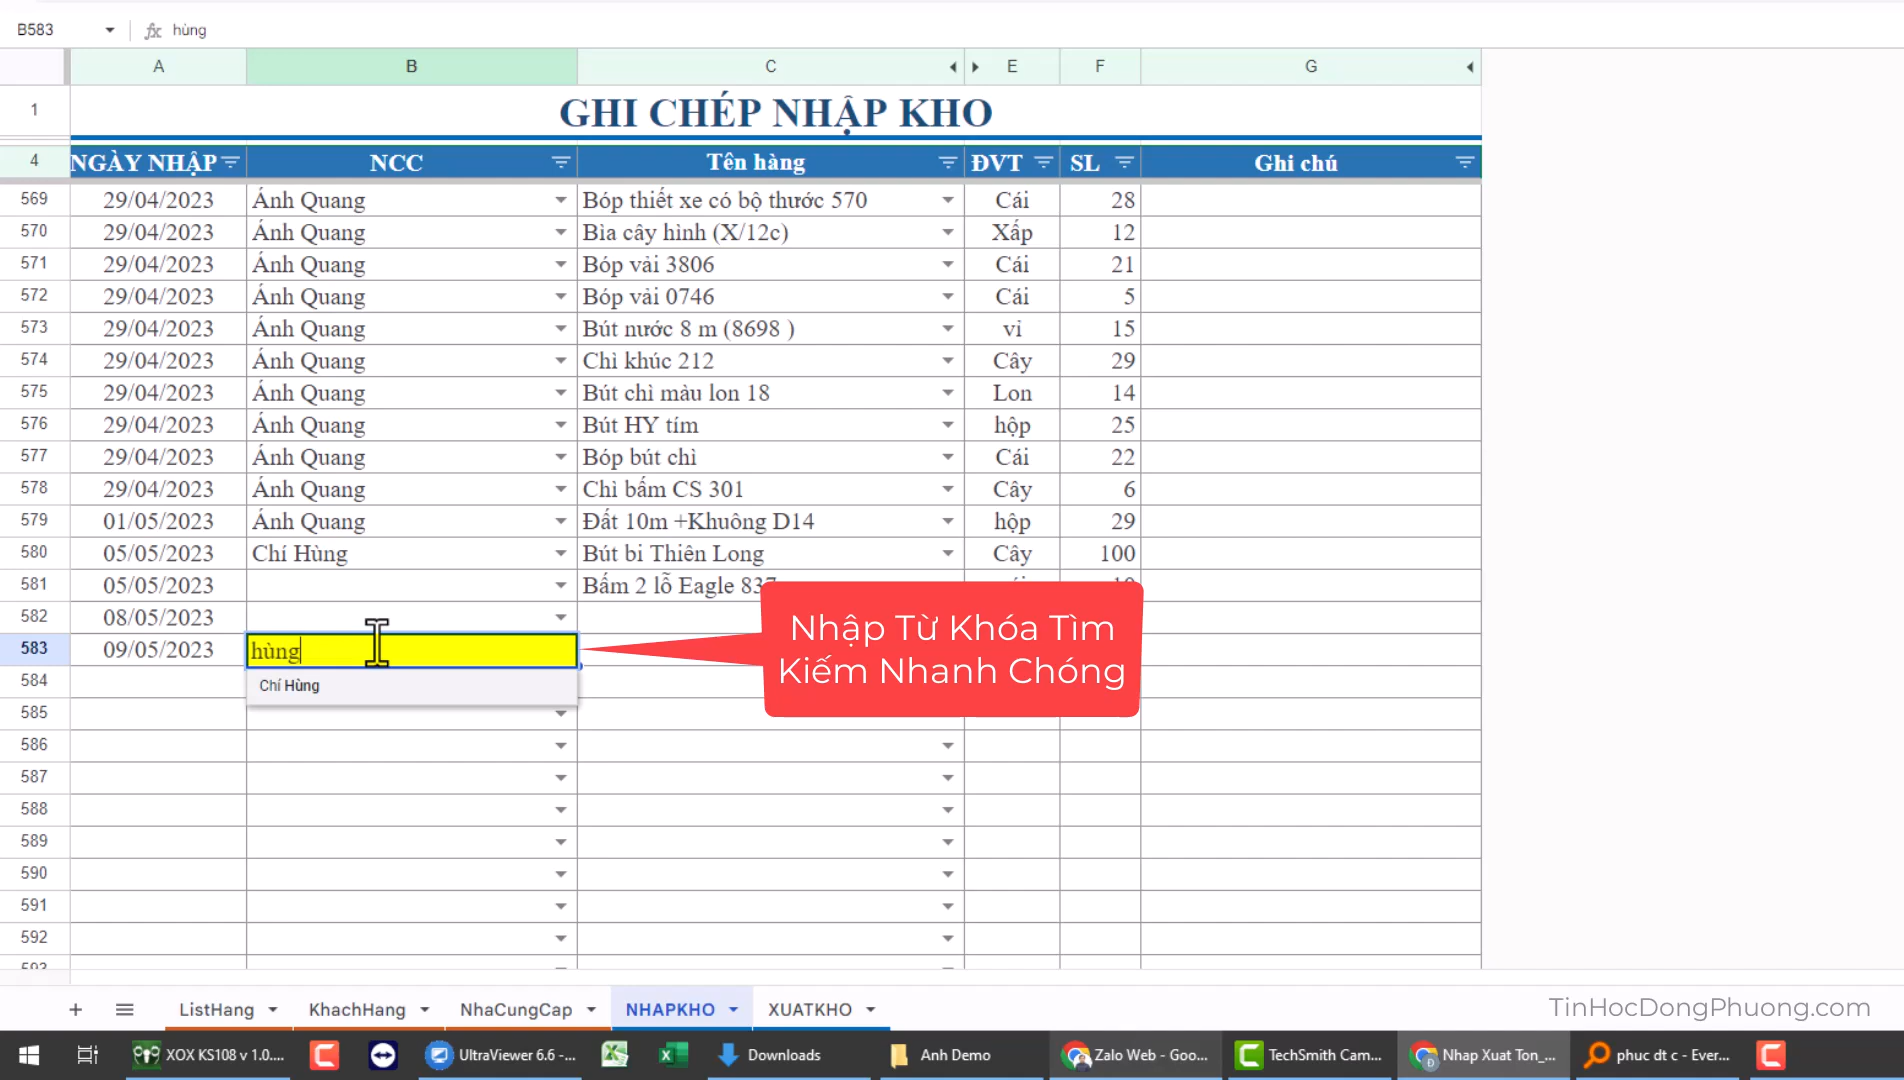 B583 fx hùng
A B C E F G
1 GHI CHÉP NHẬP KHO
4 NGÀY NHẬP NCC Tên hàng ĐVT SL Ghi chú
569 29/04/2023 Ánh Quang Bóp thiết xe có bộ thước 570 Cái 28
570 29/04/2023 Ánh Quang Bìa cây hình (X/12c) Xấp 12
571 29/04/2023 Ánh Quang Bóp vải 3806 Cái 21
572 29/04/2023 Ánh Quang Bóp vải 0746 Cái 5
573 29/04/2023 Ánh Quang Bút nước 8 m (8698 ) vỉ 15
574 29/04/2023 Ánh Quang Chì khúc 212 Cây 29
575 29/04/2023 Ánh Quang Bút chì màu lon 18 Lon 14
576 29/04/2023 Ánh Quang Bút HY tím hộp 25
577 29/04/2023 Ánh Quang Bóp bút chì Cái 22
578 29/04/2023 Ánh Quang Chì bấm CS 301 Cây 6
579 01/05/2023 Ánh Quang Đất 10m +Khuông D14 hộp 29
580 05/05/2023 Chí Hùng Bút bi Thiên Long Cây 100
581 05/05/2023 Bấm 2 lỗ Eagle 837
582 08/05/2023
583 09/05/2023 hùng
Chí Hùng
Nhập Từ Khóa Tìm
Kiếm Nhanh Chóng
584
585
586
587
588
589
590
591
592
593
+ ListHang KhachHang NhaCungCap NHAPKHO XUATKHO
TinHocDongPhuong.com
XOX KS108 v 1.0.... UltraViewer 6.6 -... Downloads Anh Demo Zalo Web - Goo... TechSmith Cam... Nhap Xuat Ton_... phuc dt c - Ever...